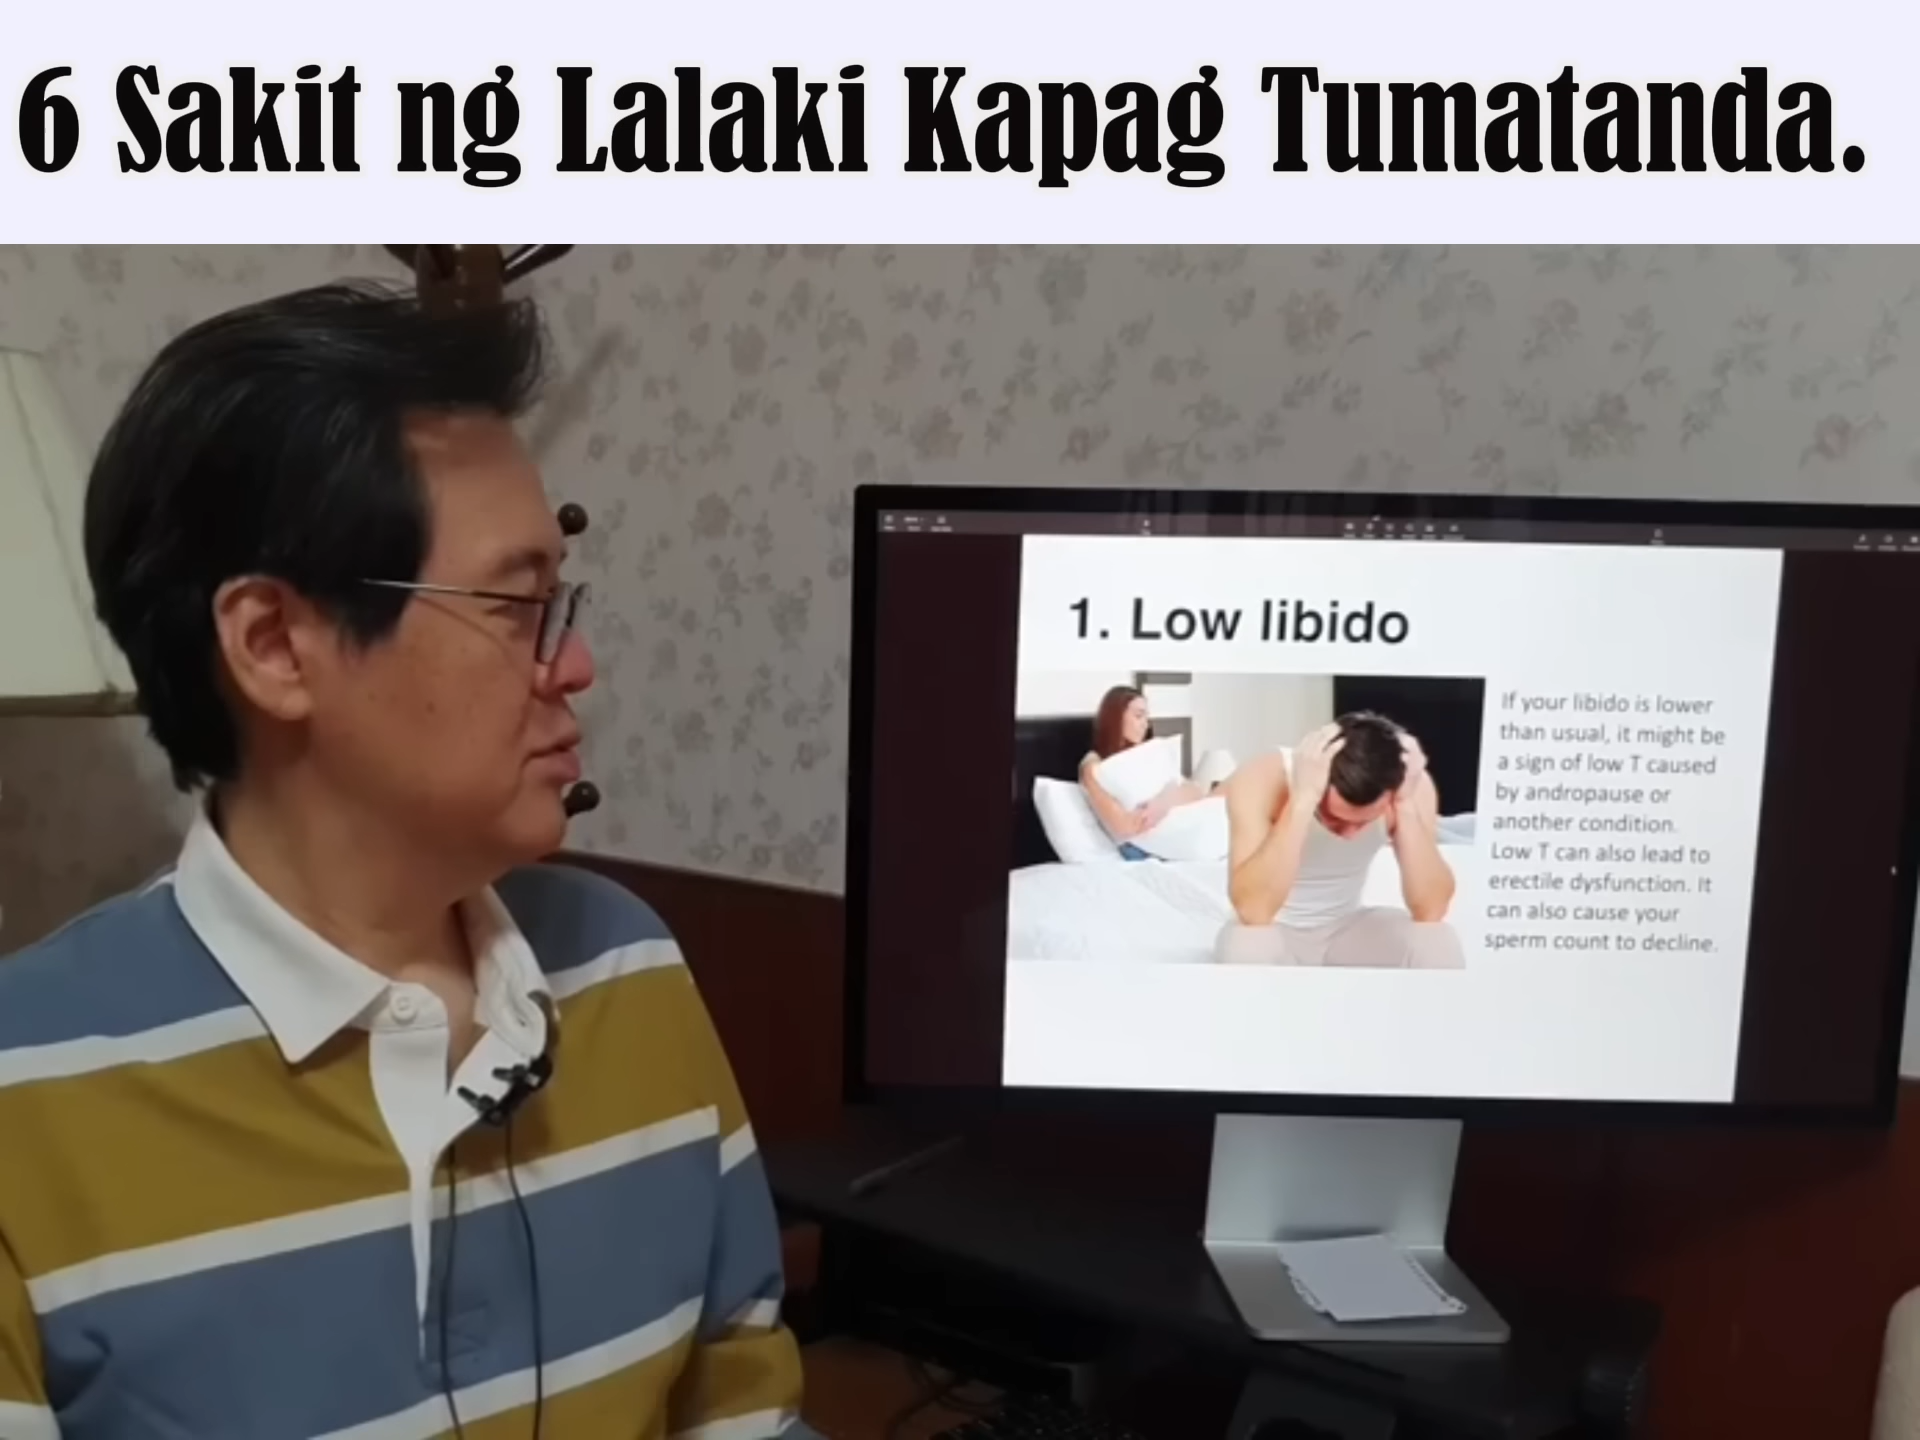 6 Sakit ng Lalaki Kapag Tumatanda.
1. Low libido
If your libido is lower
than usual, it might be
a sign of low T caused
by andropause or
another condition.
Low T can also lead to
erectile dysfunction. It
can also cause your
sperm count to decline.